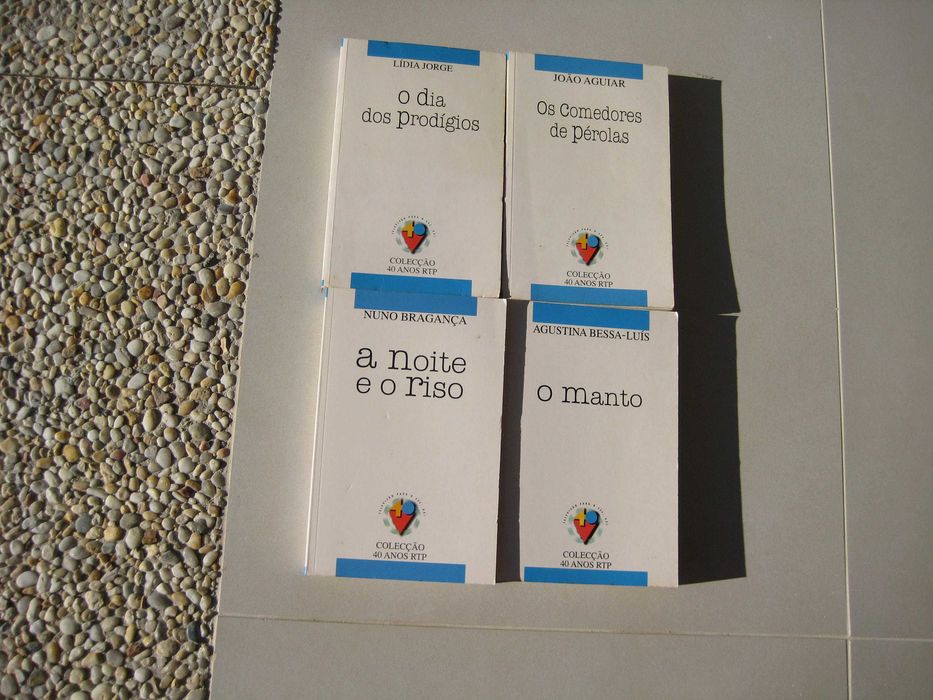 LÍDIA JORGE
o dia
dos prodígios
COLECÇÃO
40 ANOS RTP
JOÃO AGUIAR
Os Comedores
de pérolas
COLECÇÃO
40 ANOS RTP
NUNO BRAGANÇA
a noite
e o riso
COLECÇÃO
40 ANOS RTP
AGUSTINA BESSA-LUÍS
o manto
COLECÇÃO
40 ANOS RTP